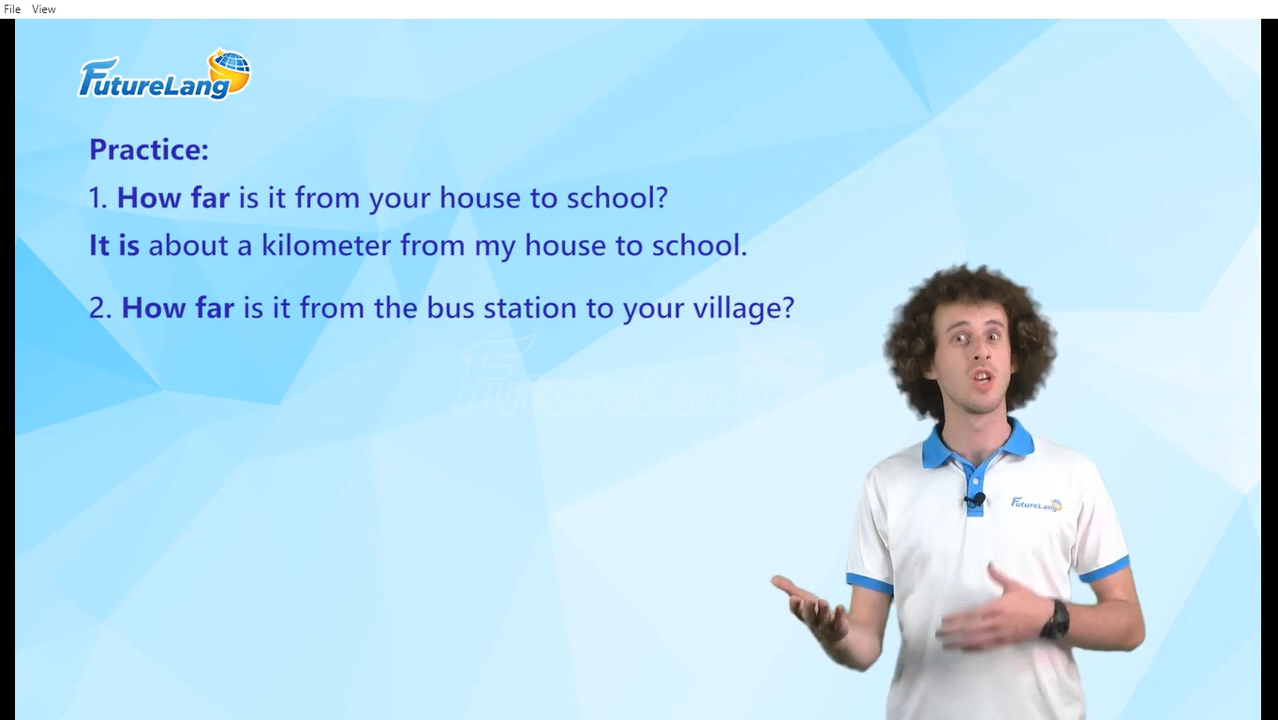 File View
FutureLang
Practice:
1. How far is it from your house to school?
It is about a kilometer from my house to school.
2. How far is it from the bus station to your village?
FutureLang
FutureLang